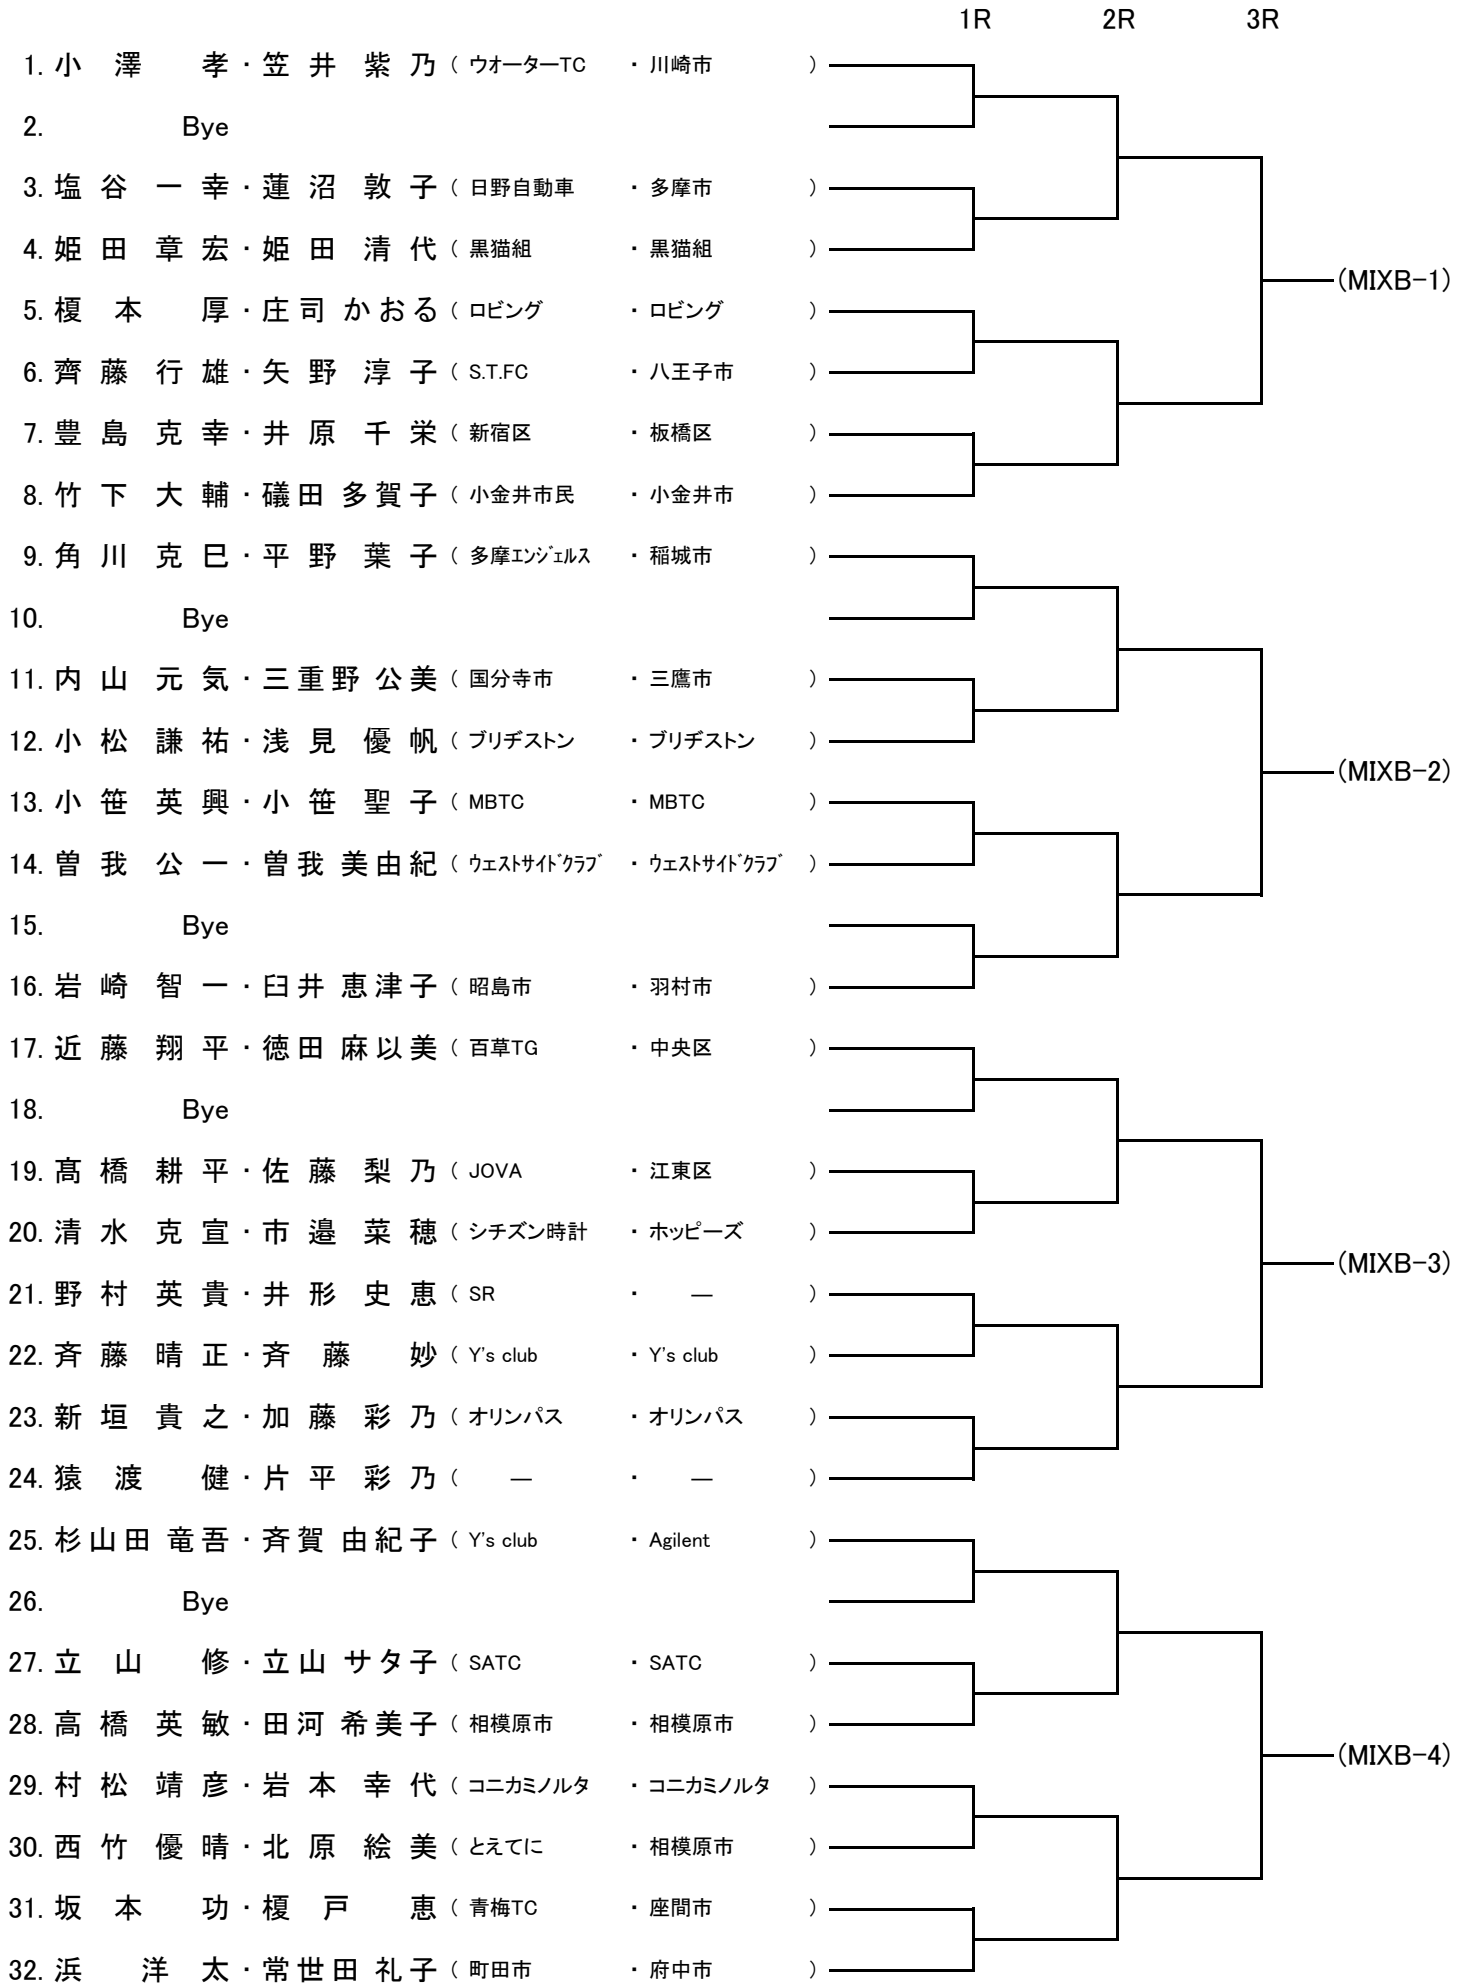 1R 2R 3R
1. 小澤 孝・笠井 紫乃 ( ウオーターTC ・ 川崎市 )
2. Bye
3. 塩谷 一幸・蓮沼 敦子 ( 日野自動車 ・ 多摩市 )
4. 姫田 章宏・姫田 清代 ( 黒猫組 ・ 黒猫組 )
(MIXB-1)
5. 榎本 厚・庄司 かおる ( ロビング ・ ロビング )
6. 齊藤 行雄・矢野 淳子 ( S.T.FC ・ 八王子市 )
7. 豊島 克幸・井原 千栄 ( 新宿区 ・ 板橋区 )
8. 竹下 大輔・礒田 多賀子 ( 小金井市民 ・ 小金井市 )
9. 角川 克巳・平野 葉子 ( 多摩ｴﾝｼﾞｪﾙｽ ・ 稲城市 )
10. Bye
11. 内山 元気・三重野 公美 ( 国分寺市 ・ 三鷹市 )
12. 小松 謙祐・浅見 優帆 ( ブリヂストン ・ ブリヂストン )
(MIXB-2)
13. 小笹 英興・小笹 聖子 ( MBTC ・ MBTC )
14. 曽我 公一・曽我 美由紀 ( ｳｪｽﾄｻｲﾄﾞｸﾗﾌﾞ ・ ｳｪｽﾄｻｲﾄﾞｸﾗﾌﾞ )
15. Bye
16. 岩崎 智一・臼井 恵津子 ( 昭島市 ・ 羽村市 )
17. 近藤 翔平・徳田 麻以美 ( 百草TG ・ 中央区 )
18. Bye
19. 髙橋 耕平・佐藤 梨乃 ( JOVA ・ 江東区 )
20. 清水 克宣・市邉 菜穂 ( シチズン時計 ・ ホッピーズ )
(MIXB-3)
21. 野村 英貴・井形 史恵 ( SR ・ ― )
22. 斉藤 晴正・斉藤 妙 ( Y's club ・ Y's club )
23. 新垣 貴之・加藤 彩乃 ( オリンパス ・ オリンパス )
24. 猿渡 健・片平 彩乃 ( ― ・ ― )
25. 杉山田 竜吾・斉賀 由紀子 ( Y's club ・ Agilent )
26. Bye
27. 立山 修・立山 サタ子 ( SATC ・ SATC )
28. 高橋 英敏・田河 希美子 ( 相模原市 ・ 相模原市 )
(MIXB-4)
29. 村松 靖彦・岩本 幸代 ( コニカミノルタ ・ コニカミノルタ )
30. 西竹 優晴・北原 絵美 ( とえてに ・ 相模原市 )
31. 坂本 功・榎戸 恵 ( 青梅TC ・ 座間市 )
32. 浜 洋太・常世田 礼子 ( 町田市 ・ 府中市 )